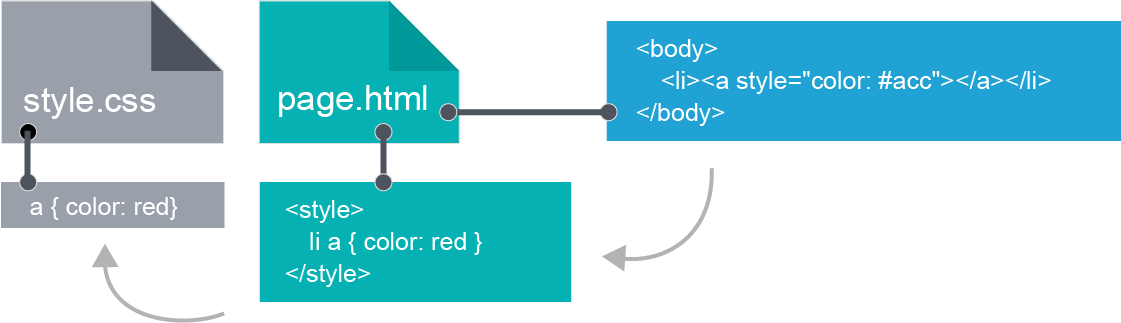 style.css
a { color: red}
page.html
<style>
li a { color: red }
</style>
<body>
<li><a style="color: #acc"></a></li>
</body>